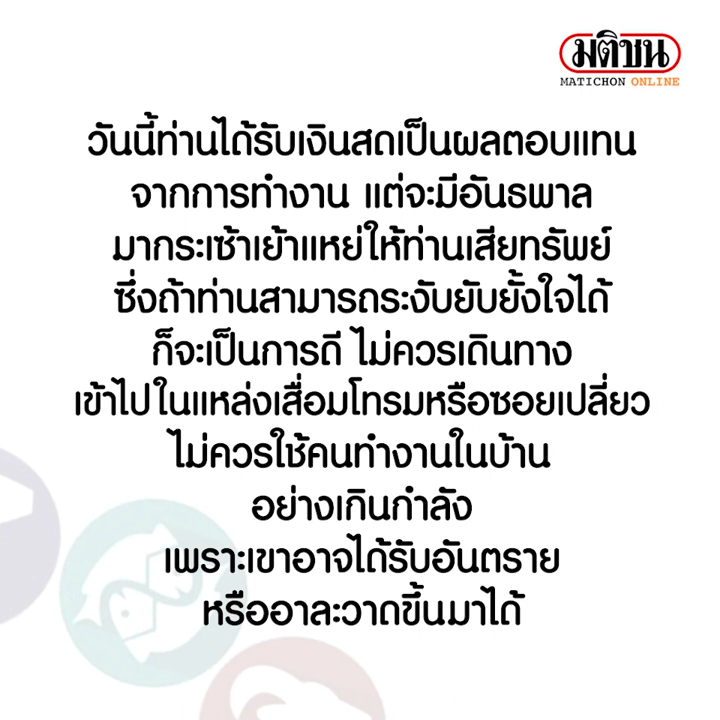 มติชน
MATICHON ONLINE
วันนี้ท่านได้รับเงินสดเป็นผลตอบแทน
จากการทำงาน แต่จะมีอันธพาล
มากระเซ้าเย้าแหย่ให้ท่านเสียทรัพย์
ซึ่งถ้าท่านสามารถระงับยับยั้งใจได้
ก็จะเป็นการดี ไม่ควรเดินทาง
เข้าไปในแหล่งเสื่อมโทรมหรือซอยเปลี่ยว
ไม่ควรใช้คนทำงานในบ้าน
อย่างเกินกำลัง
เพราะเขาอาจได้รับอันตราย
หรืออาละวาดขึ้นมาได้